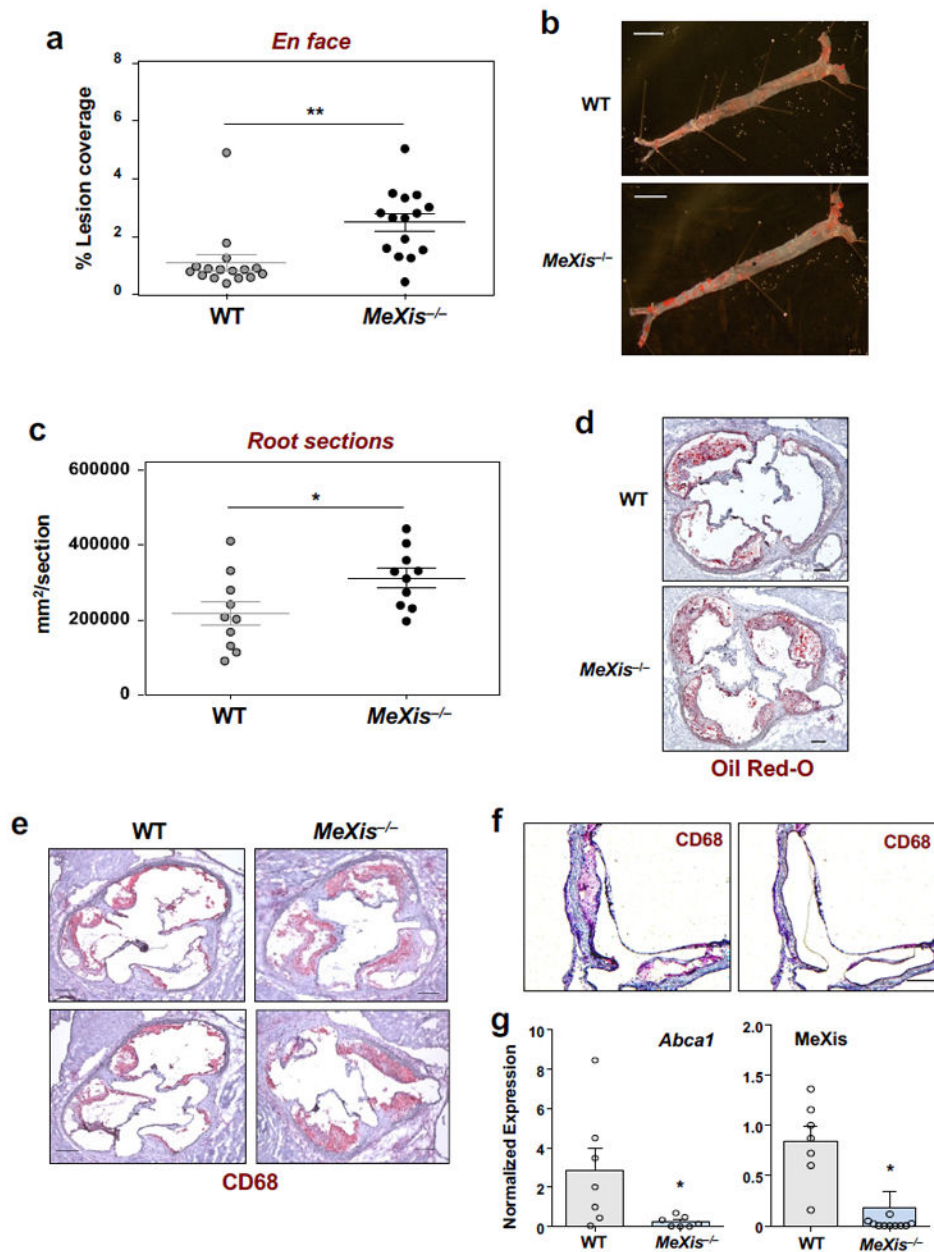 a
En face
% Lesion coverage
8
6
4
2
0
**
WT
MeXis–/–
b
WT
MeXis–/–
c
Root sections
mm2/section
600000
400000
200000
0
*
WT
MeXis–/–
d
WT
MeXis–/–
Oil Red-O
e
WT
MeXis–/–
CD68
f
CD68
CD68
g
Normalized Expression
Abca1
10
8
6
4
2
0
*
WT
MeXis–/–
MeXis
2.0
1.5
1.0
0.5
0
*
WT
MeXis–/–